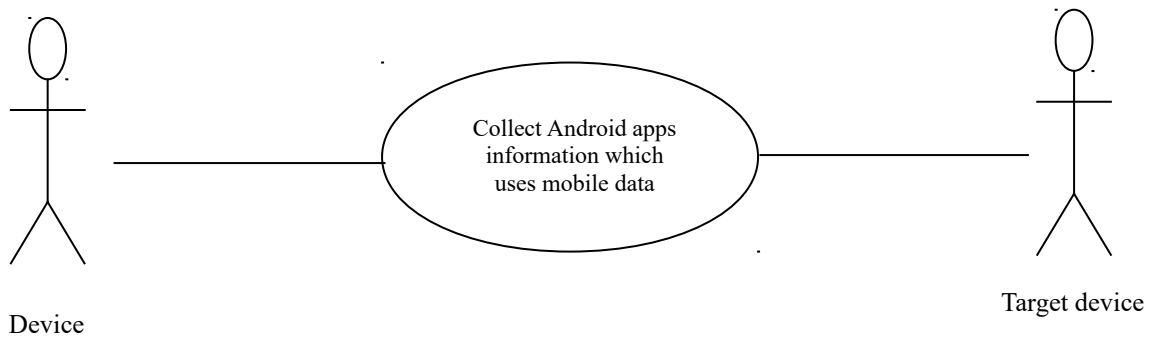 Collect Android apps
information which
uses mobile data
Target device
Device